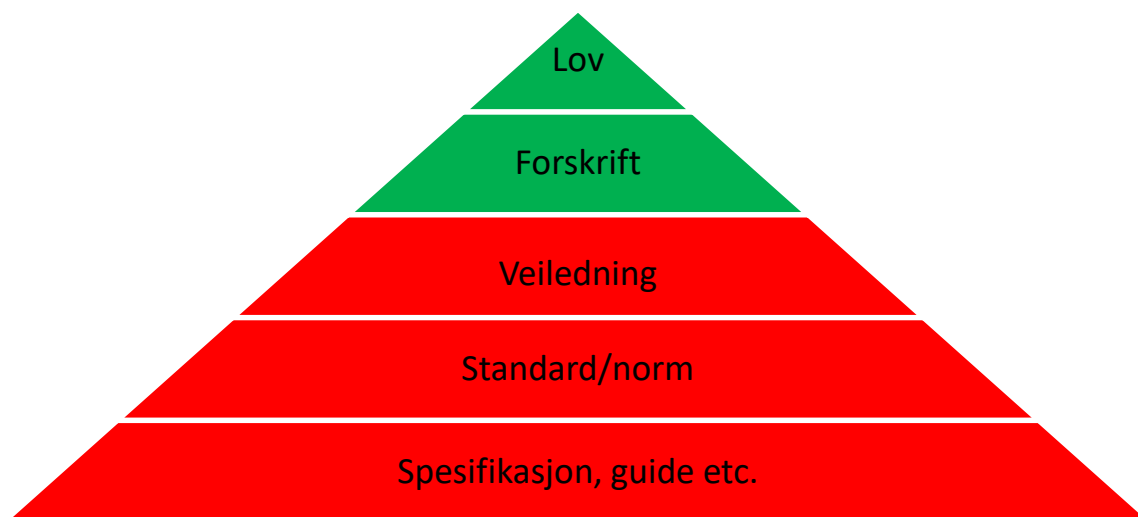 Lov
Forskrift
Veiledning
Standard/norm
Spesifikasjon, guide etc.